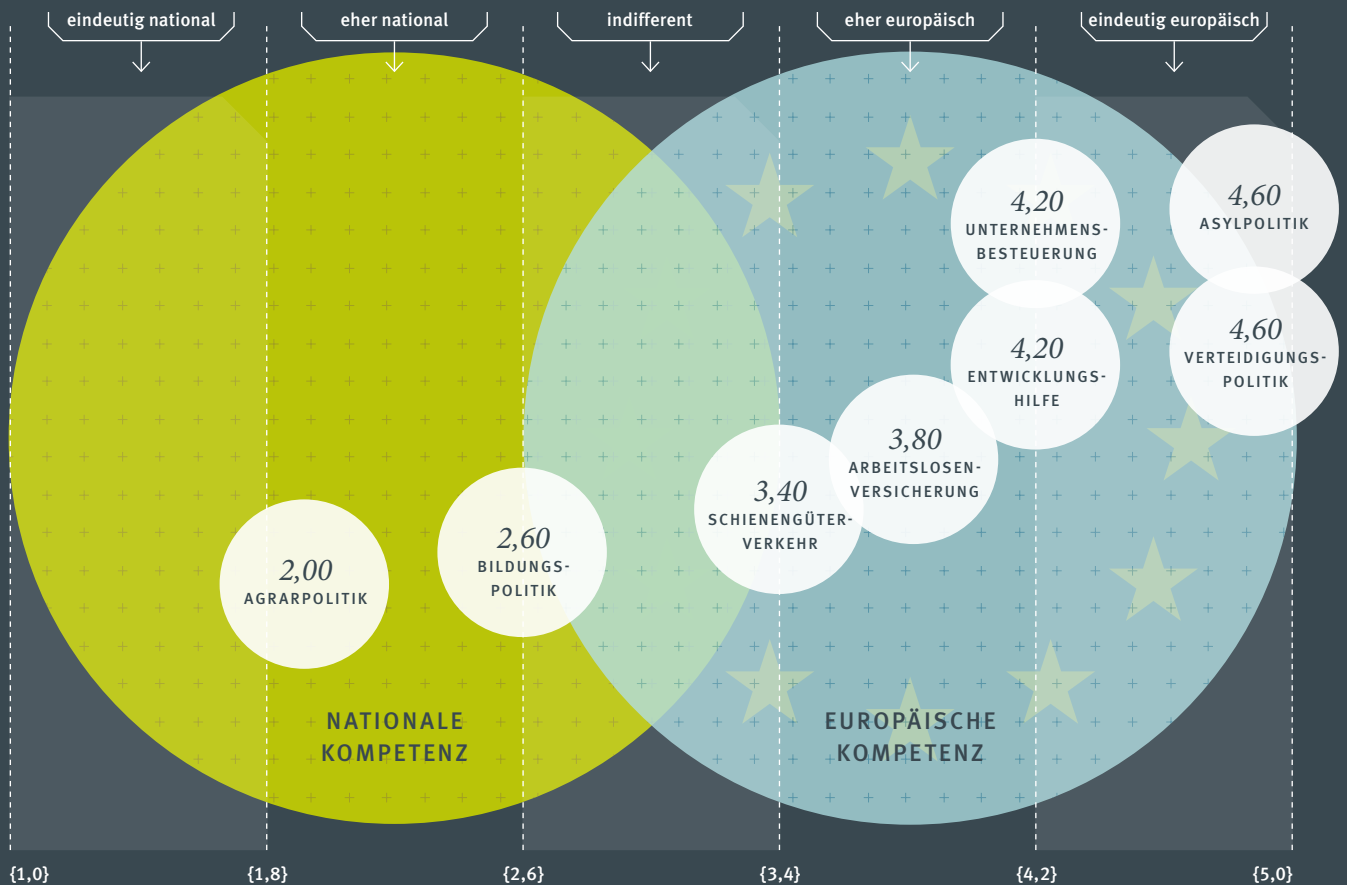 eindeutig national
eher national
indifferent
eher europäisch
eindeutig europäisch
4,20
UNTERNEHMENS-
BESTEUERUNG
4,60
ASYLPOLITIK
4,20
ENTWICKLUNGS-
HILFE
4,60
VERTEIDIGUNGS-
POLITIK
3,80
ARBEITSLOSEN-
VERSICHERUNG
3,40
SCHIENENGÜTER-
VERKEHR
2,60
BILDUNGS-
POLITIK
2,00
AGRARPOLITIK
NATIONALE
KOMPETENZ
EUROPÄISCHE
KOMPETENZ
{1,0}
{1,8}
{2,6}
{3,4}
{4,2}
{5,0}